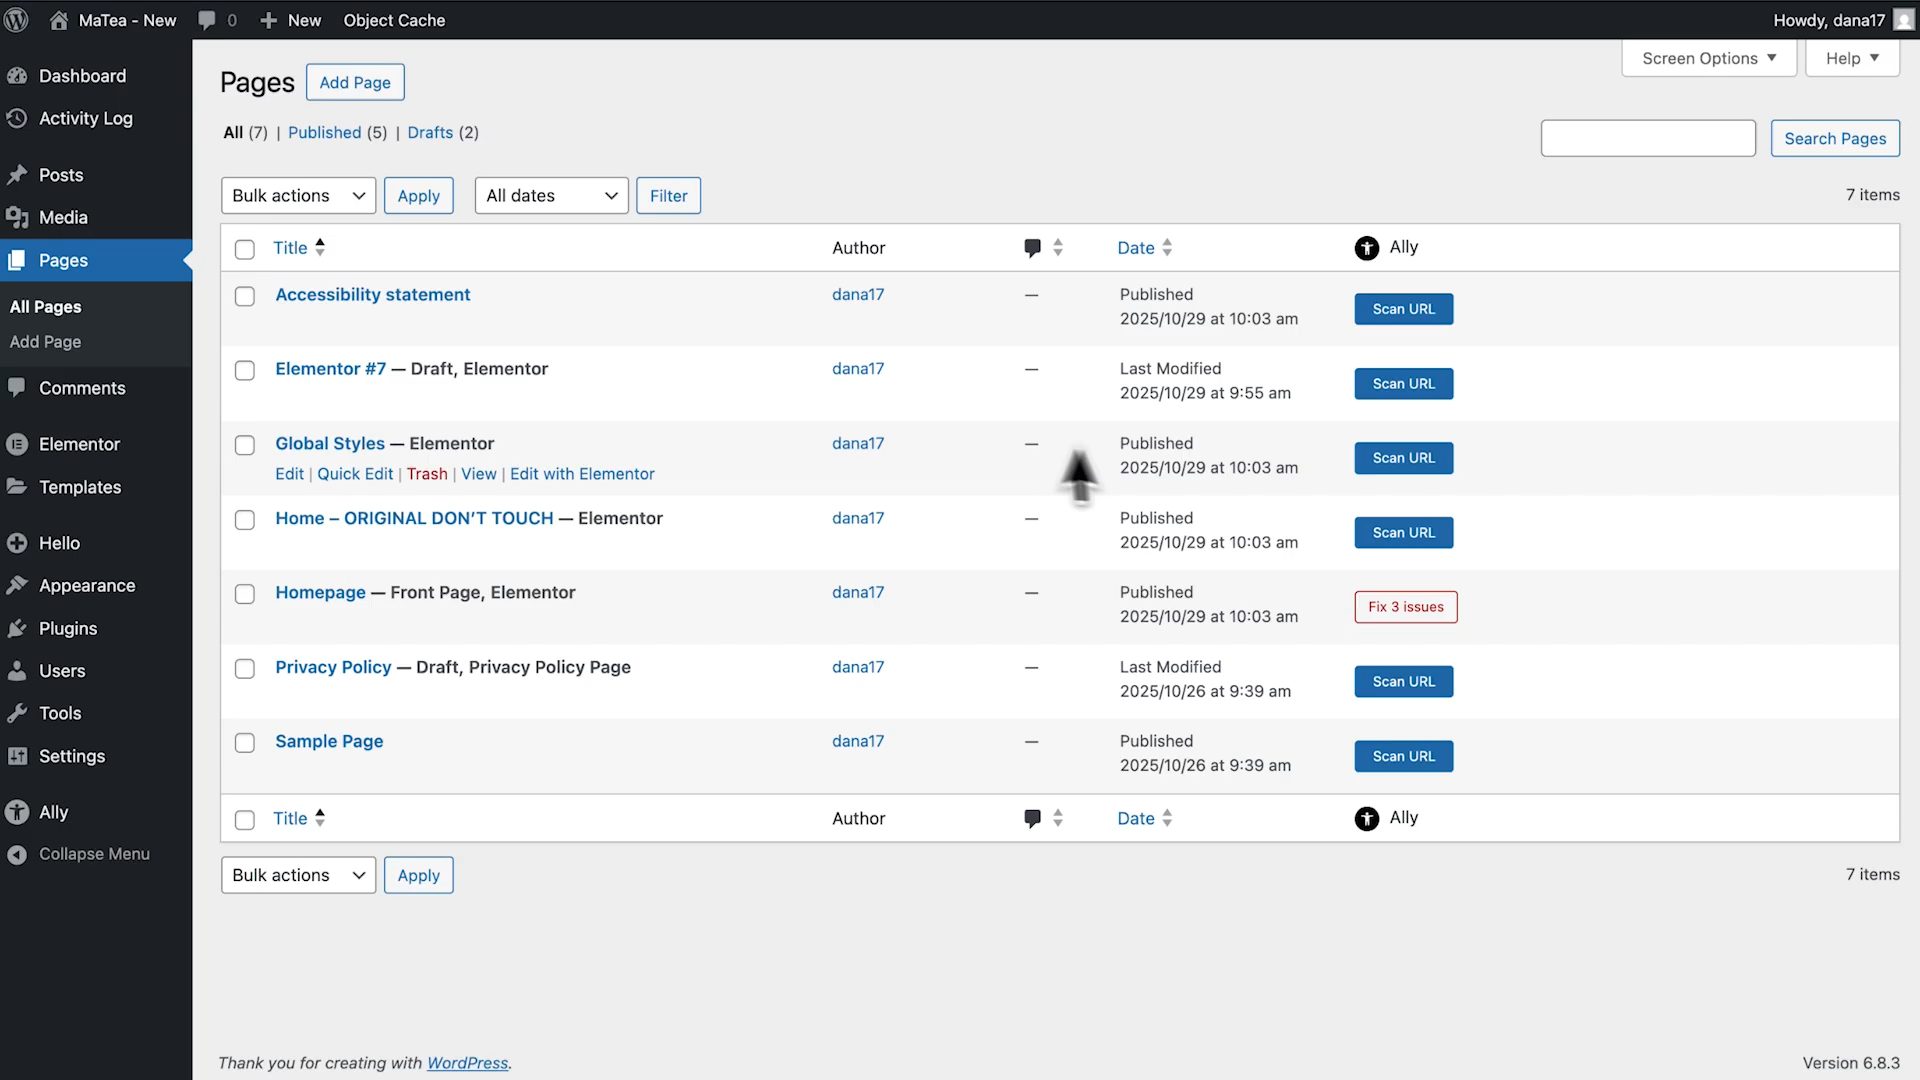 MaTea - New 0 New Object Cache Howdy, dana17
Screen Options Help
Dashboard
Activity Log
Posts
Media
Pages
All Pages
Add Page
Comments
Elementor
Templates
Hello
Appearance
Plugins
Users
Tools
Settings
Ally
Collapse Menu
Pages Add Page
All (7) | Published (5) | Drafts (2)
Search Pages
Bulk actions Apply All dates Filter 7 items
Title Author Date Ally
Accessibility statement dana17 — Published
2025/10/29 at 10:03 am Scan URL
Elementor #7 — Draft, Elementor dana17 — Last Modified
2025/10/29 at 9:55 am Scan URL
Global Styles — Elementor dana17 — Published
Edit | Quick Edit | Trash | View | Edit with Elementor 2025/10/29 at 10:03 am Scan URL
Home – ORIGINAL DON’T TOUCH — Elementor dana17 — Published
2025/10/29 at 10:03 am Scan URL
Homepage — Front Page, Elementor dana17 — Published
2025/10/29 at 10:03 am Fix 3 issues
Privacy Policy — Draft, Privacy Policy Page dana17 — Last Modified
2025/10/26 at 9:39 am Scan URL
Sample Page dana17 — Published
2025/10/26 at 9:39 am Scan URL
Title Author Date Ally
Bulk actions Apply 7 items
Thank you for creating with WordPress. Version 6.8.3